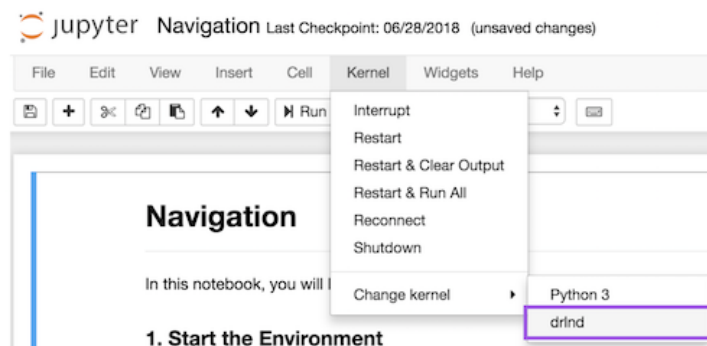 jupyter Navigation Last Checkpoint: 06/28/2018 (unsaved changes)
File Edit View Insert Cell Kernel Widgets Help
Run
Interrupt
Restart
Restart & Clear Output
Restart & Run All
Reconnect
Shutdown
Change kernel
Python 3
drlnd
Navigation
In this notebook, you will
1. Start the Environment